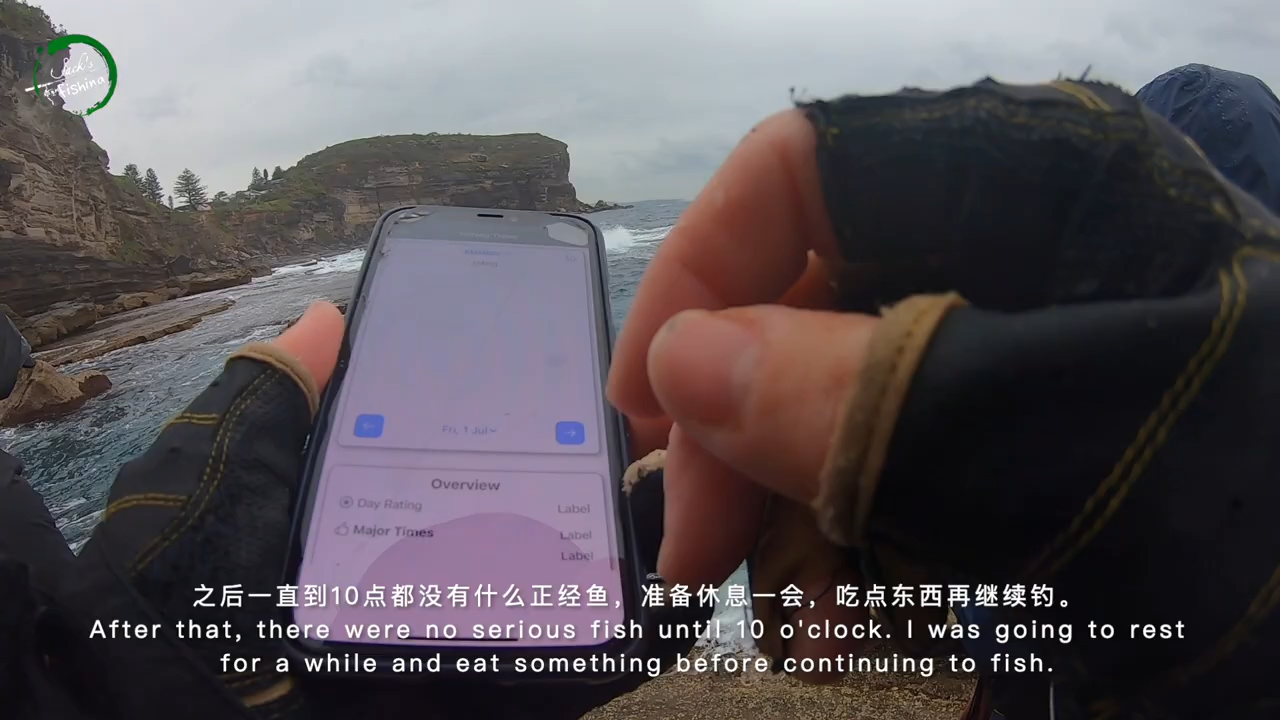 Jack's
Fishing
Fri, 1 Jul
Overview
Day Rating
Label
Major Times
Label
Label
之后一直到10点都没有什么正经鱼，准备休息一会，吃点东西再继续钓。
After that, there were no serious fish until 10 o'clock. I was going to rest
for a while and eat something before continuing to fish.